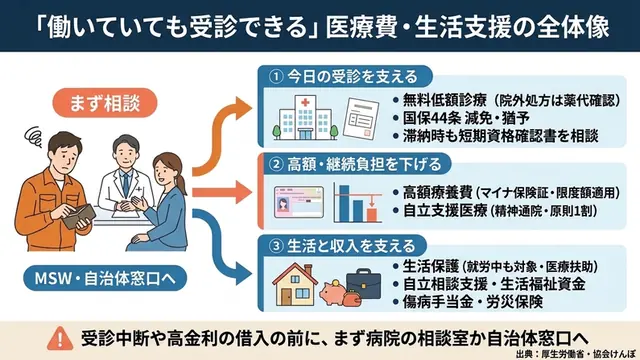 「働いていても受診できる」医療費・生活支援の全体像
まず相談
MSW・自治体窓口へ
① 今日の受診を支える
• 無料低額診療（院外処方は薬代確認）
• 国保44条 減免・猶予
• 滞納時も短期資格確認書を相談
② 高額・継続負担を下げる
• 高額療養費（マイナ保険証・限度額適用）
• 自立支援医療（精神通院・原則1割）
③ 生活と収入を支える
• 生活保護（就労中も対象・医療扶助）
• 自立相談支援・生活福祉資金
• 傷病手当金・労災保険
受診中断や高金利の借入の前に、まず病院の相談室か自治体窓口へ
出典：厚生労働省・協会けんぽ